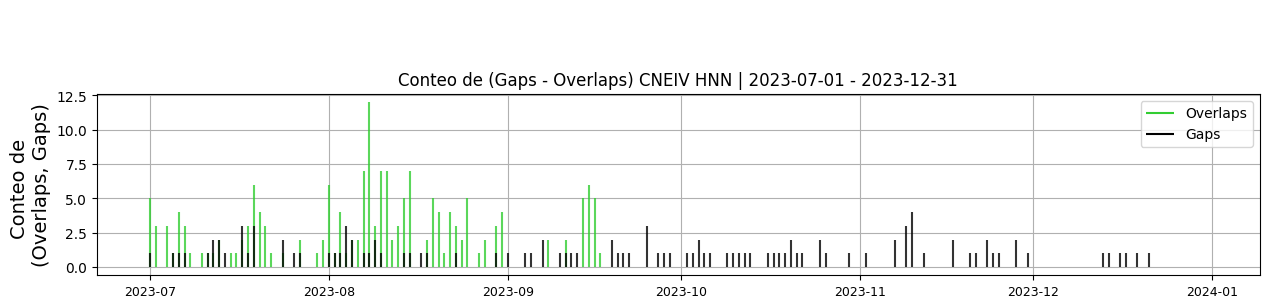 Conteo de (Gaps - Overlaps) CNEIV HNN | 2023-07-01 - 2023-12-31
Conteo de
(Overlaps, Gaps)
12.5
10.0
7.5
5.0
2.5
0.0
Overlaps
Gaps
2023-07
2023-08
2023-09
2023-10
2023-11
2023-12
2024-01